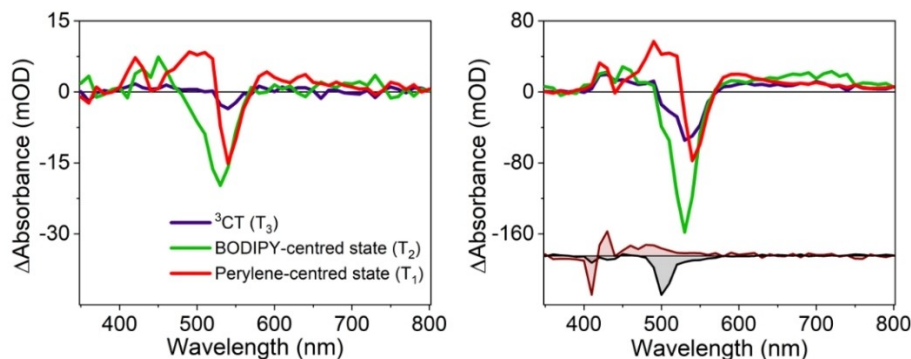 15
0
-15
-30
ΔAbsorbance (mOD)
³CT (T₃)
BODIPY-centred state (T₂)
Perylene-centred state (T₁)
400 500 600 700 800
Wavelength (nm)
80
0
-80
-160
ΔAbsorbance (mOD)
400 500 600 700 800
Wavelength (nm)